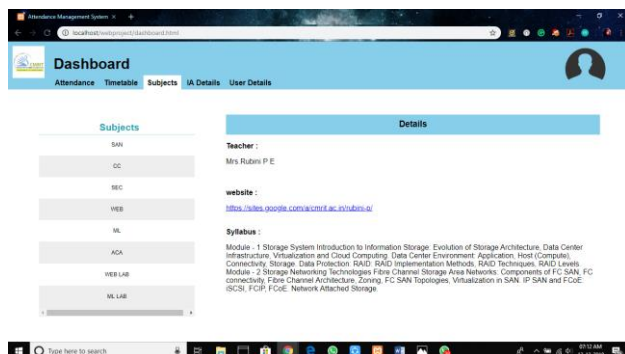 Attendance Management System
localhost/webproject/dashboard.html
CMRIT
Dashboard
Attendance Timetable Subjects IA Details User Details
Subjects
SAN
CC
SEC
WEB
ML
ACA
WEB LAB
ML LAB
Details
Teacher :
Mrs.Rubini P E
website :
https://sites.google.com/a/cmrit.ac.in/rubini-p/
Syllabus :
Module - 1 Storage System Introduction to Information Storage: Evolution of Storage Architecture, Data Center
Infrastructure, Virtualization and Cloud Computing. Data Center Environment: Application, Host (Compute),
Connectivity, Storage. Data Protection: RAID: RAID Implementation Methods, RAID Techniques, RAID Levels.
Module - 2 Storage Networking Technologies Fibre Channel Storage Area Networks: Components of FC SAN, FC
connectivity, Fibre Channel Architecture, Zoning, FC SAN Topologies, Virtualization in SAN. IP SAN and FCoE:
iSCSI, FCIP, FCoE. Network Attached Storage.
Type here to search
07:12 AM